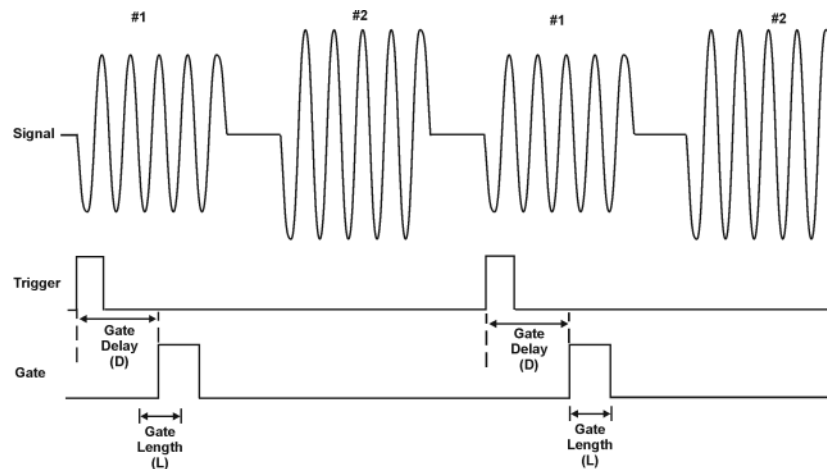 #1
#2
#1
#2
Signal
Trigger
Gate
Delay
(D)
Gate
Delay
(D)
Gate
Gate
Length
(L)
Gate
Length
(L)